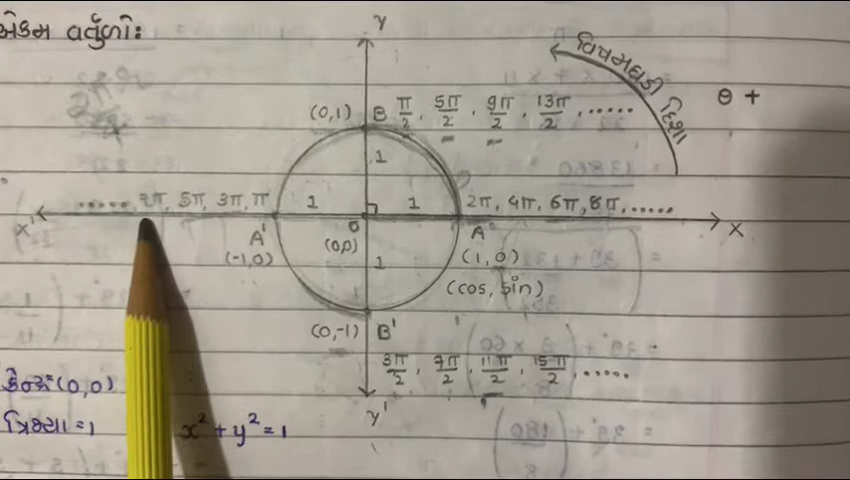 એકમ વર્તુળ:
Y
વિષમઘડી દિશા
θ +
(0,1) B π/2, 5π/2, 9π/2, 13π/2, .....
1
....., 7π, 5π, 3π, π 1 1 2π, 4π, 6π, 8π, .....
X' A' O A X
(-1,0) (0,0) (1,0)
1
(cos, sin)
(0,-1) B'
3π/2, 7π/2, 11π/2, 15π/2, .....
Y'
કેન્દ્ર=(0,0)
ત્રિજ્યા=1 x²+y²=1